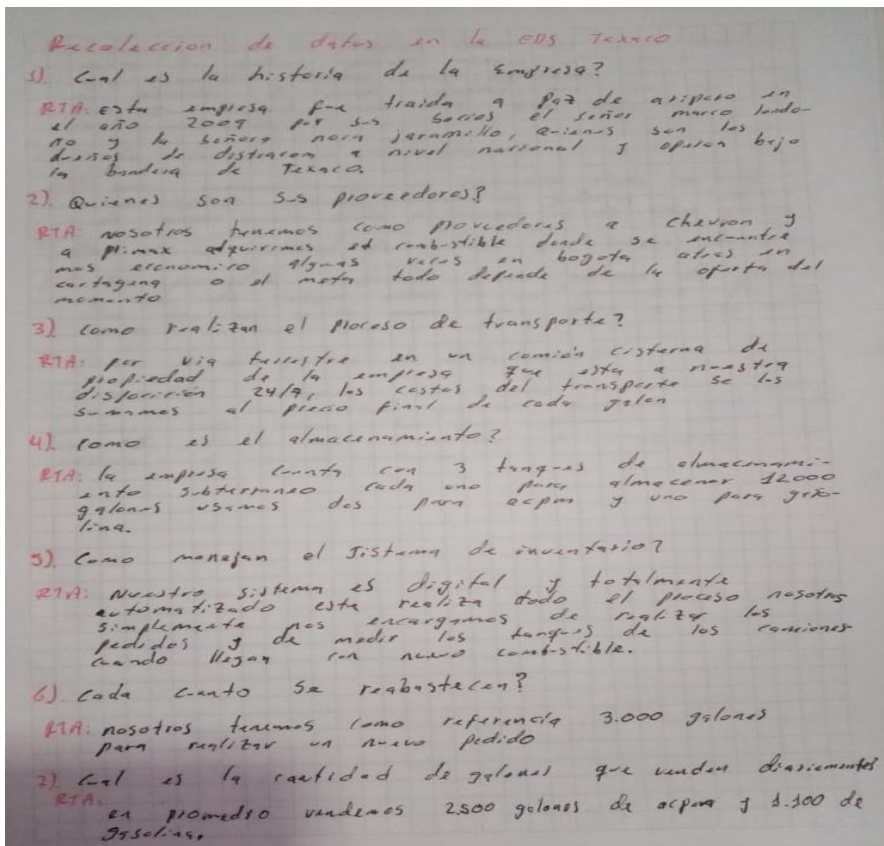 Recoleccion de datos en la EDS Texaco
1). Cual es la historia de la Empresa?
RTA: Esta empresa fue traida a Paz de ariporo en
el año 2009 por sus socios el señor marco londo-
ño y la señora nora jaramillo, quienes son los
dueños de distracom a nivel nacional y operan bajo
la bandera de Texaco.
2). Quienes son sus proveedores?
RTA: nosotros tenemos como proveedores a chevron y
a primax adquirimos el combustible donde se encuentre
mas economico algunas veces en bogota otras en
cartagena o el meta todo depende de la oferta del
momento
3) como realizan el proceso de transporte?
RTA: por via terrestre en un camión cisterna de
propiedad de la empresa que esta a nuestra
disposición 24/7, los costos del transporte se los
sumamos al precio final de cada galon
4). como es el almacenamiento?
RTA: la empresa cuenta con 3 tanques de almacenami-
ento subterraneo cada uno para almacenar 12.000
galones usamos dos para acpm y uno para gaso-
lina.
5). Como manejan el sistema de inventario?
RTA: Nuestro sistema es digital y totalmente
automatizado este realiza todo el proceso nosotros
simplemente nos encargamos de realizar los
pedidos y de medir los tanques de los camiones
cuando llegan con nuevo combustible.
6). Cada cuanto se reabastecen?
RTA: nosotros tenemos como referencia 3.000 galones
para realizar un nuevo pedido
7). Cual es la cantidad de galones que venden diariamentes
RTA:
en promedio vendemos 2500 galones de acpm y 1.100 de
gasolina.